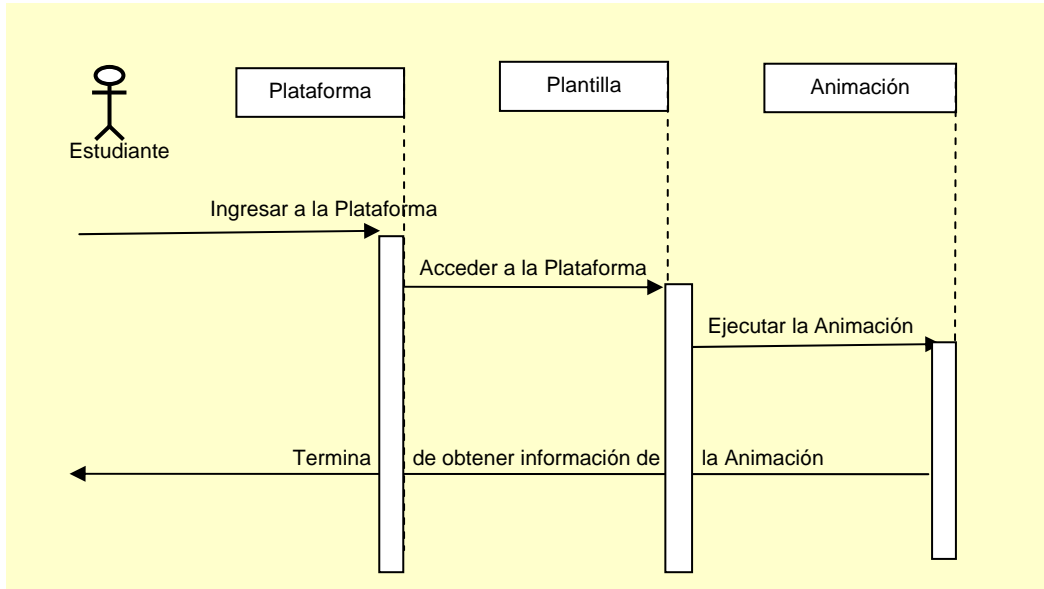 Plataforma
Plantilla
Animación
Estudiante
Ingresar a la Plataforma
Acceder a la Plataforma
Ejecutar la Animación
Termina de obtener información de la Animación